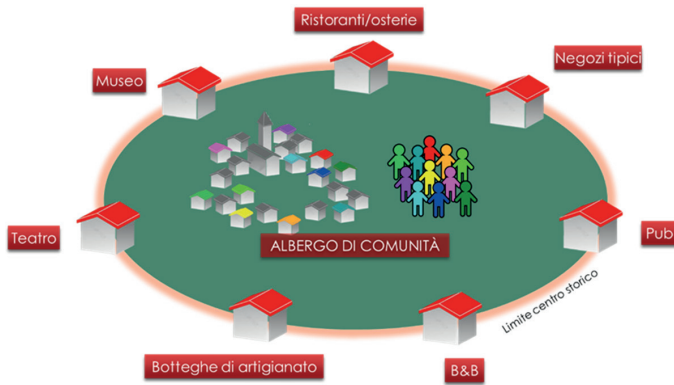 Ristoranti/osterie
Negozi tipici
Museo
Teatro
ALBERGO DI COMUNITÀ
Pub
Limite centro storico
Botteghe di artigianato
B&B